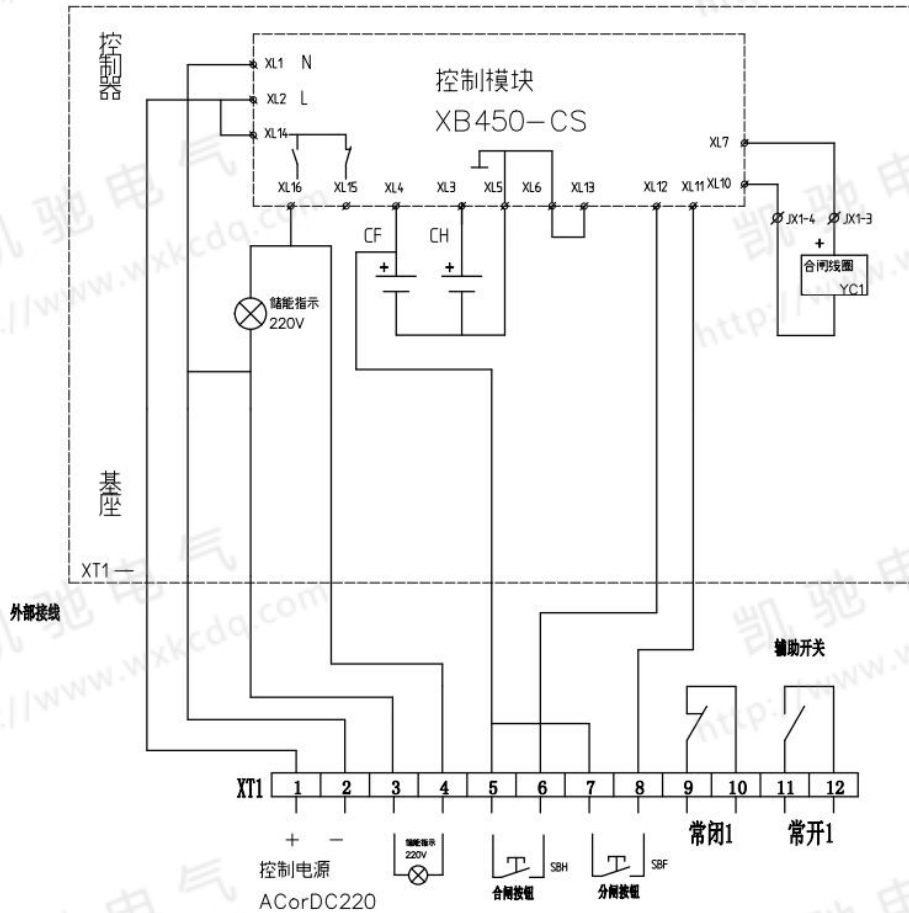 控制器
XL1 N
XL2 L
XL14
控制模块
XB450-CS
XL7
XL16
XL15
XL4
XL3
XL5
XL6
XL13
XL12
XL11
XL10
CF
CH
+
+
JX1-4
JX1-3
+
合闸线圈
YC1
储能指示
220V
基座
XT1
外部接线
辅助开关
XT1 1 2 3 4 5 6 7 8 9 10 11 12
+ -
控制电源
ACorDC220
储能指示
220V
SBH
合闸按钮
SBF
分闸按钮
常闭1
常开1
凯驰电气
http://www.wxkcdq.com